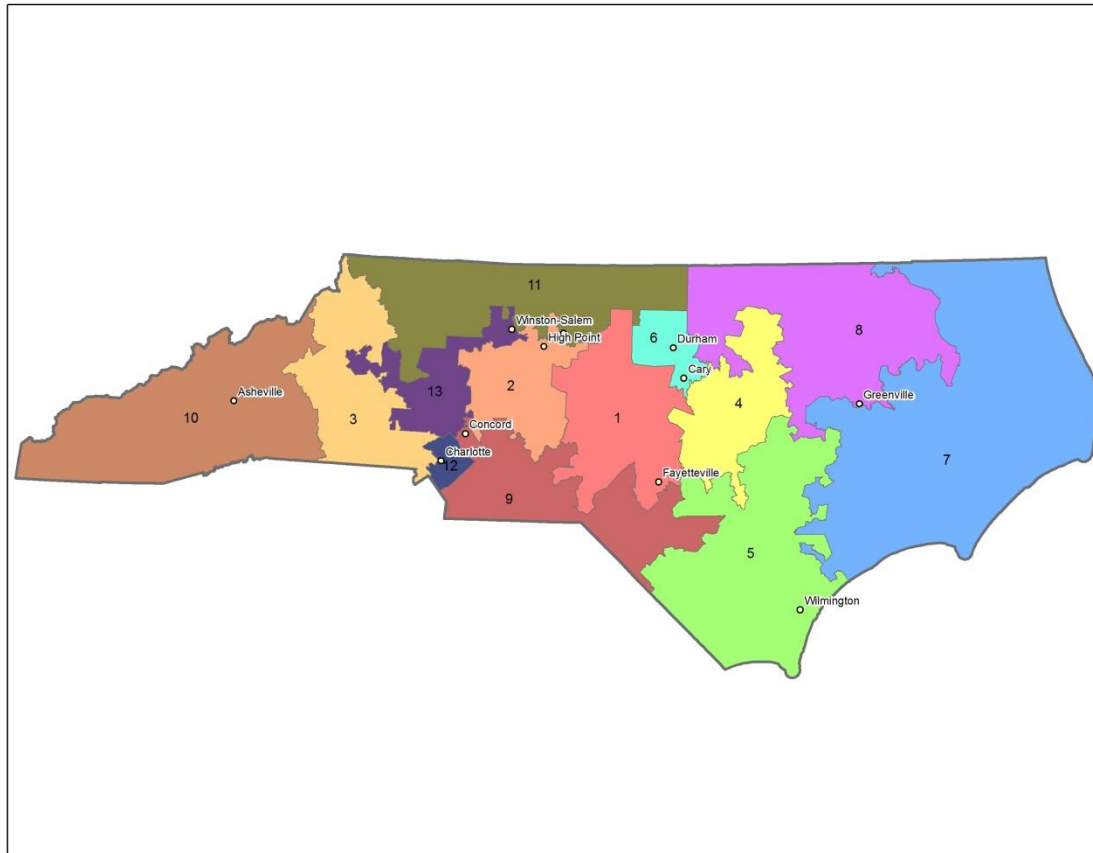 11
Winston-Salem
8
6
Durham
High Point
Cary
13
2
Asheville
4
Greenville
10
3
1
Concord
7
Charlotte
12
Fayetteville
9
5
Wilmington